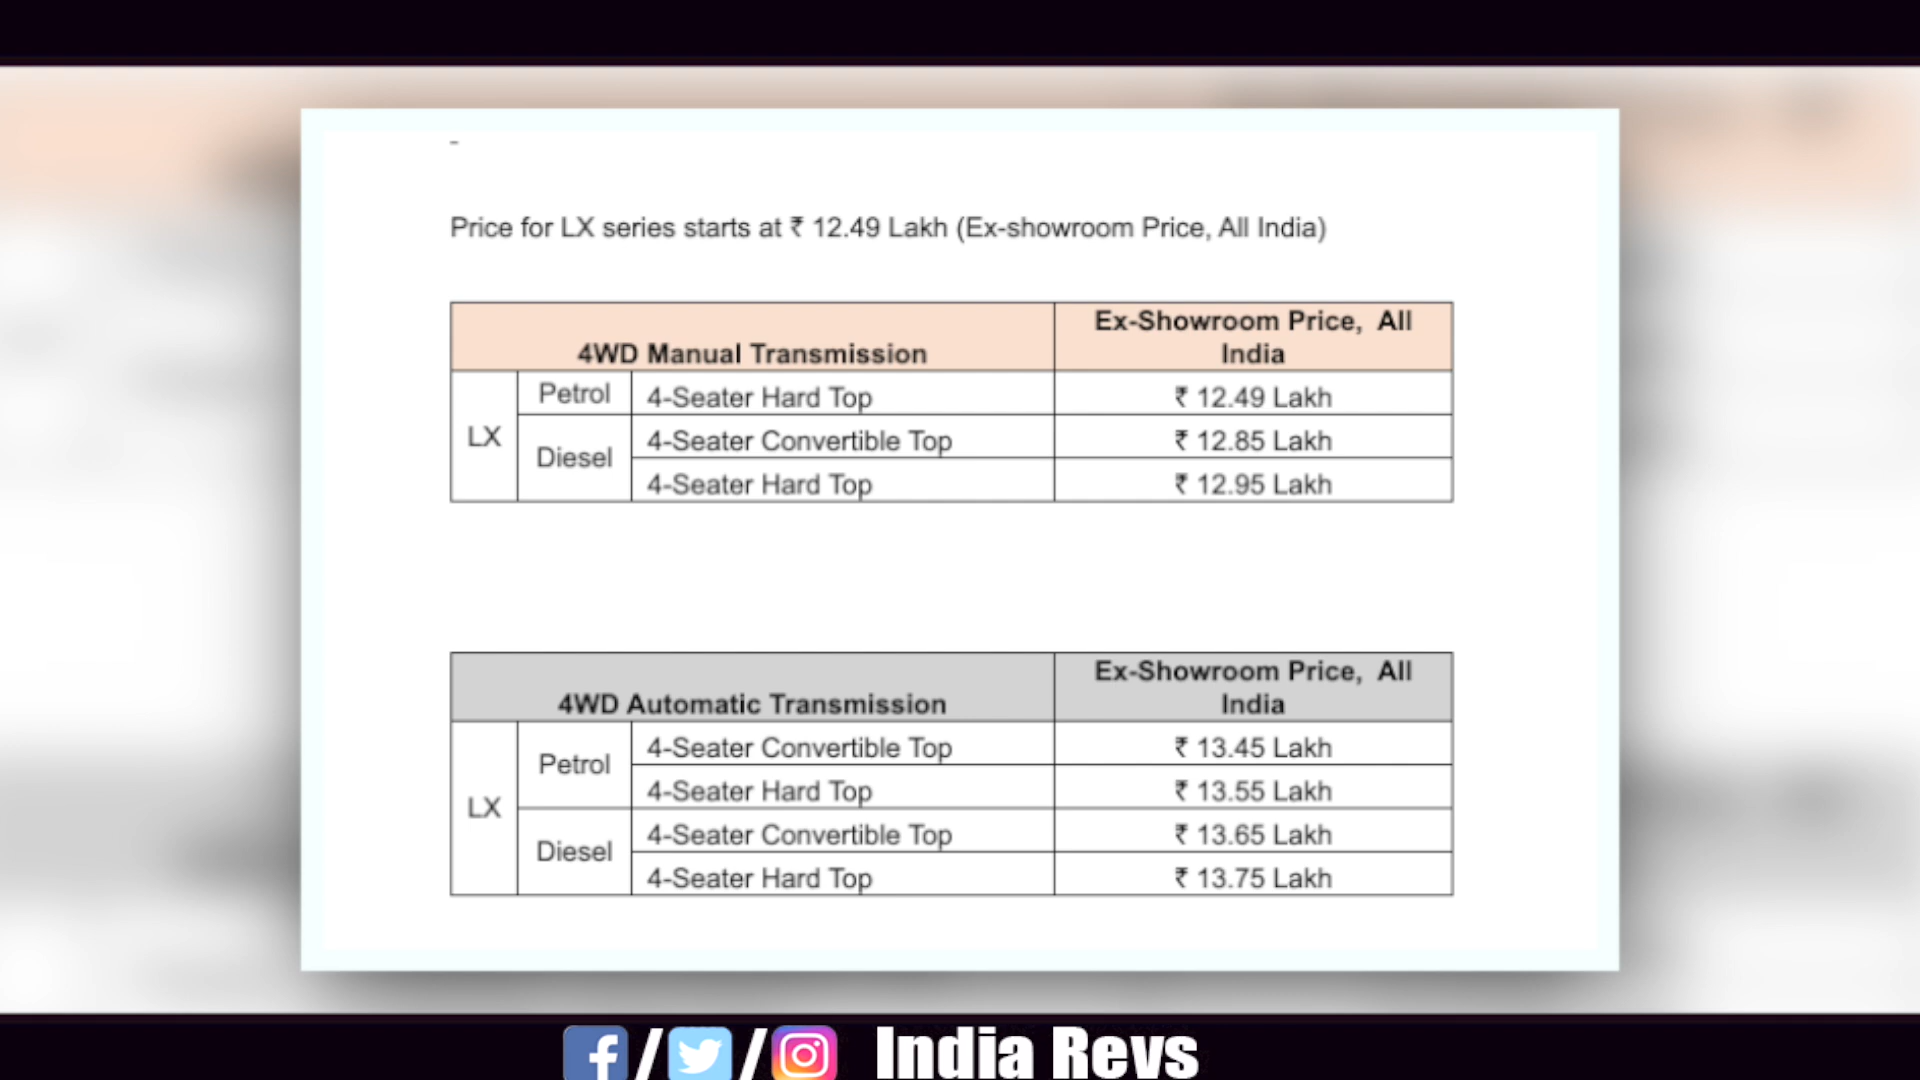 -
Price for LX series starts at ₹ 12.49 Lakh (Ex-showroom Price, All India)
4WD Manual Transmission
Ex-Showroom Price, All
India
LX
Petrol
4-Seater Hard Top
₹ 12.49 Lakh
Diesel
4-Seater Convertible Top
₹ 12.85 Lakh
4-Seater Hard Top
₹ 12.95 Lakh
4WD Automatic Transmission
Ex-Showroom Price, All
India
LX
Petrol
4-Seater Convertible Top
₹ 13.45 Lakh
4-Seater Hard Top
₹ 13.55 Lakh
Diesel
4-Seater Convertible Top
₹ 13.65 Lakh
4-Seater Hard Top
₹ 13.75 Lakh
f / / India Revs